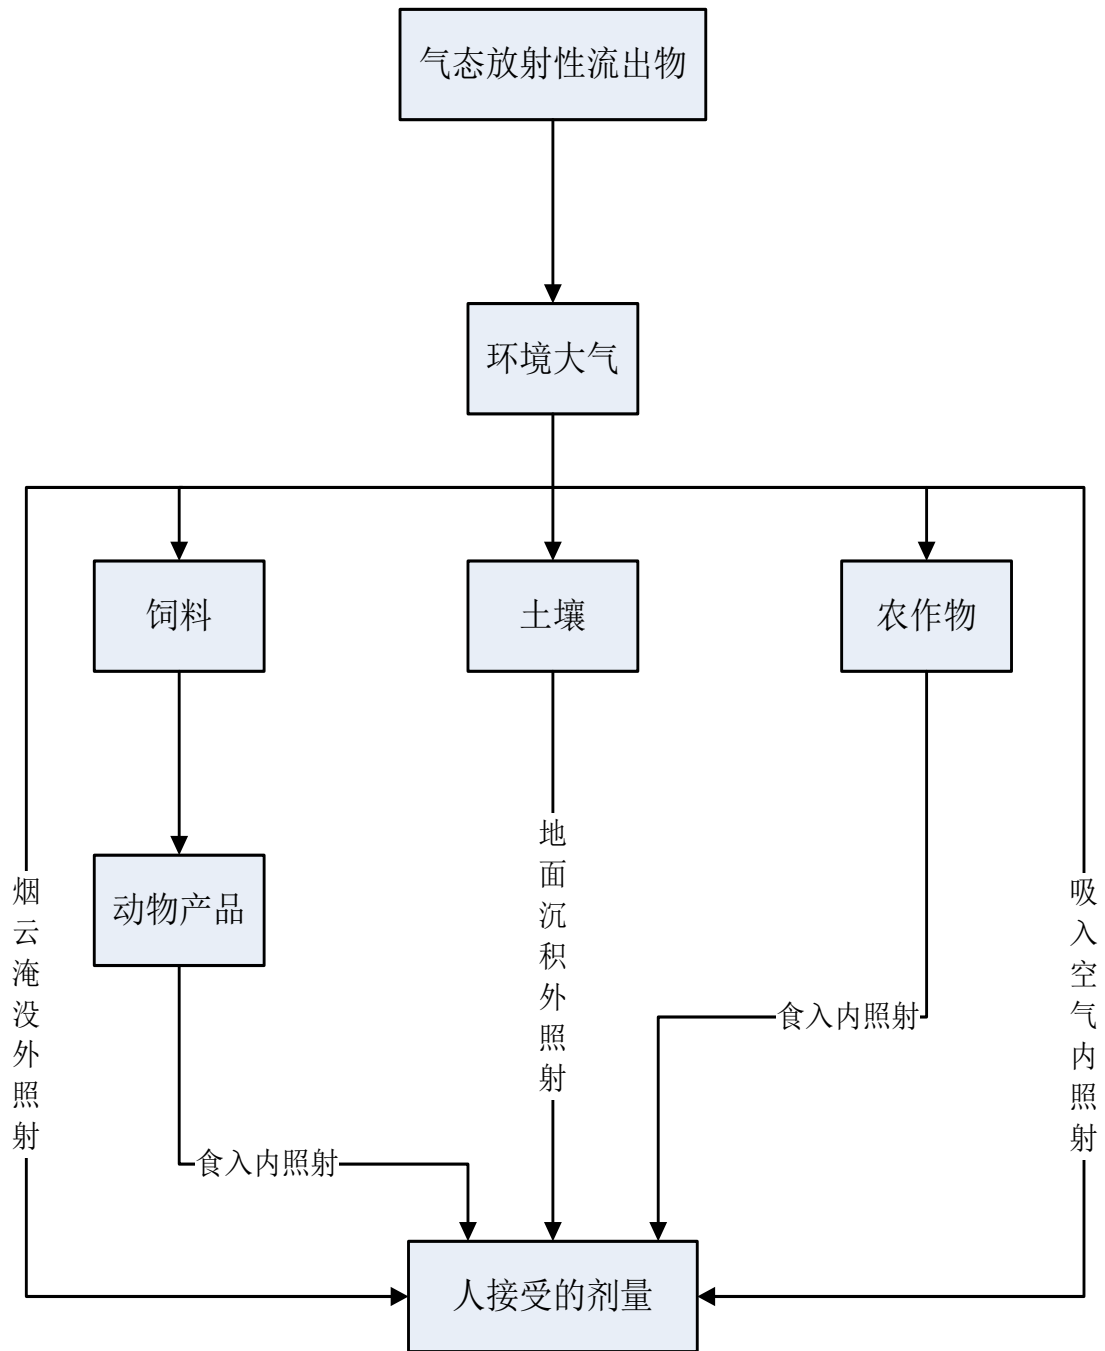 气态放射性流出物
环境大气
饲料
土壤
农作物
动物产品
烟云淹没外照射
地面沉积外照射
吸入空气内照射
食入内照射
食入内照射
人接受的剂量